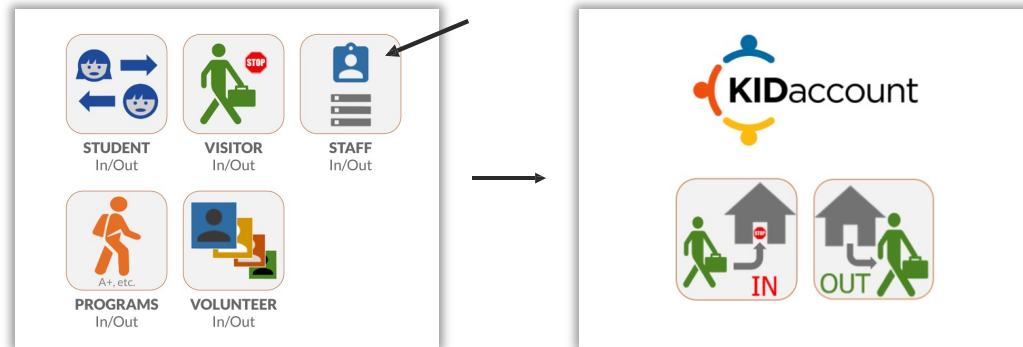 STOP
STUDENT
In/Out
VISITOR
In/Out
STAFF
In/Out
A+, etc.
PROGRAMS
In/Out
VOLUNTEER
In/Out
KIDaccount
STOP
IN
OUT